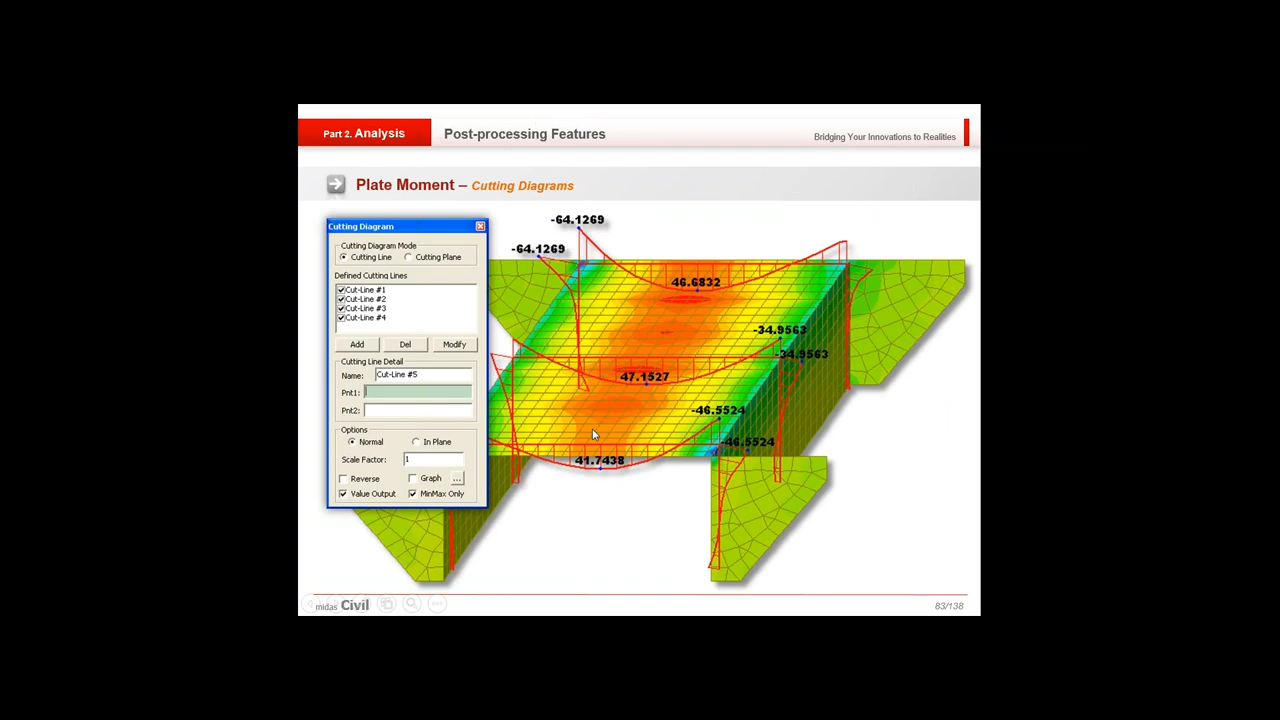 Part 2. Analysis
Post-processing Features
Bridging Your Innovations to Realities
Plate Moment – Cutting Diagrams
Cutting Diagram
Cutting Diagram Mode
Cutting Line
Cutting Plane
Defined Cutting Lines
Cut-Line #1
Cut-Line #2
Cut-Line #3
Cut-Line #4
Add
Del
Modify
Cutting Line Detail
Name:
Cut-Line #5
Pnt1:
Pnt2:
Options
Normal
In Plane
Scale Factor:
1
Reverse
Graph
...
Value Output
MinMax Only
-64.1269
-64.1269
46.6832
-34.9563
-34.9563
47.1527
-46.5524
-46.5524
41.7438
midas Civil
83/138